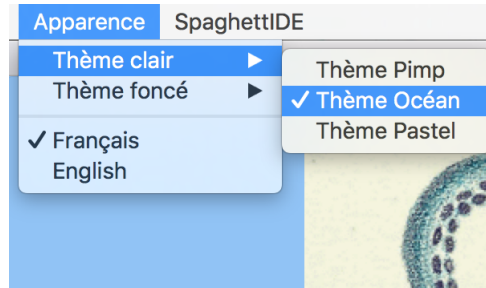 Apparence SpaghettIDE
Thème clair
Thème foncé
Français
English
Thème Pimp
Thème Océan
Thème Pastel